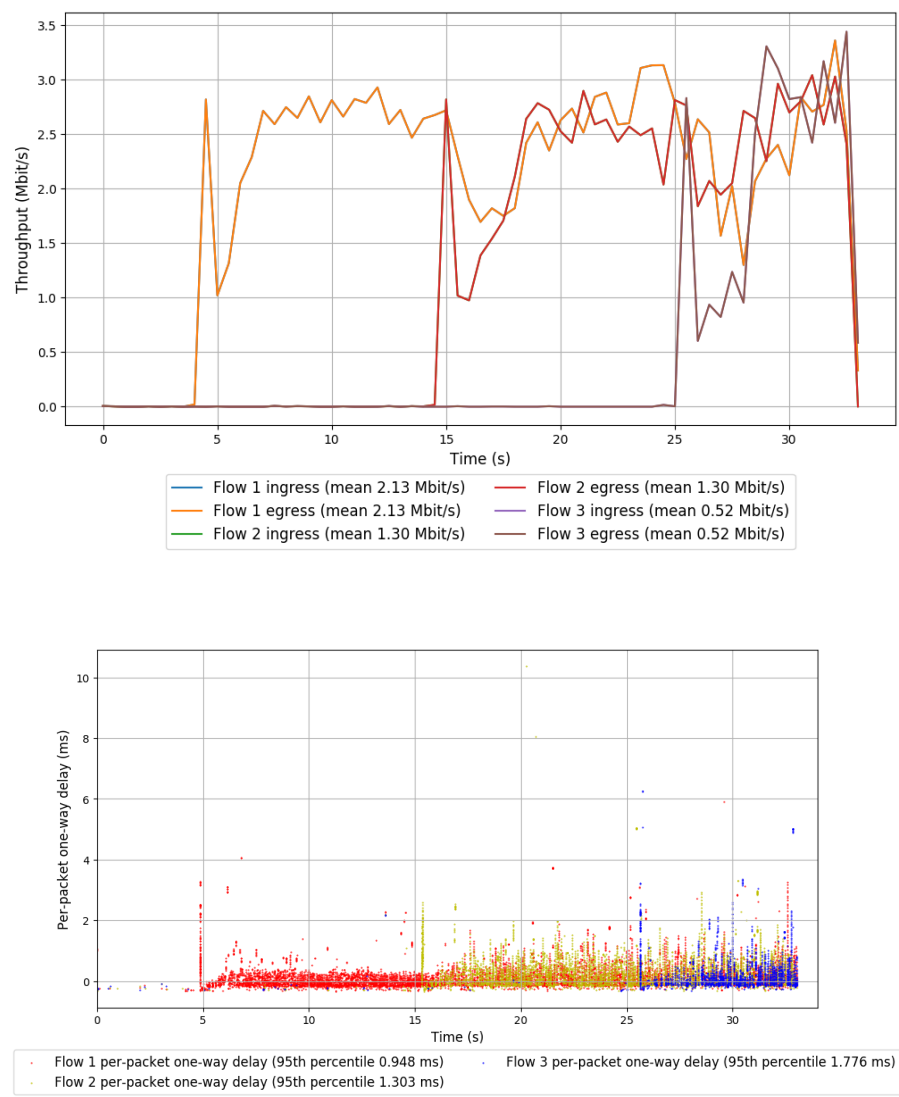 3.5
3.0
2.5
2.0
1.5
1.0
0.5
0.0
Throughput (Mbit/s)
0 5 10 15 20 25 30
Time (s)
Flow 1 ingress (mean 2.13 Mbit/s) Flow 2 egress (mean 1.30 Mbit/s)
Flow 1 egress (mean 2.13 Mbit/s) Flow 3 ingress (mean 0.52 Mbit/s)
Flow 2 ingress (mean 1.30 Mbit/s) Flow 3 egress (mean 0.52 Mbit/s)
10
8
6
4
2
0
Per-packet one-way delay (ms)
0 5 10 15 20 25 30
Time (s)
Flow 1 per-packet one-way delay (95th percentile 0.948 ms) Flow 3 per-packet one-way delay (95th percentile 1.776 ms)
Flow 2 per-packet one-way delay (95th percentile 1.303 ms)